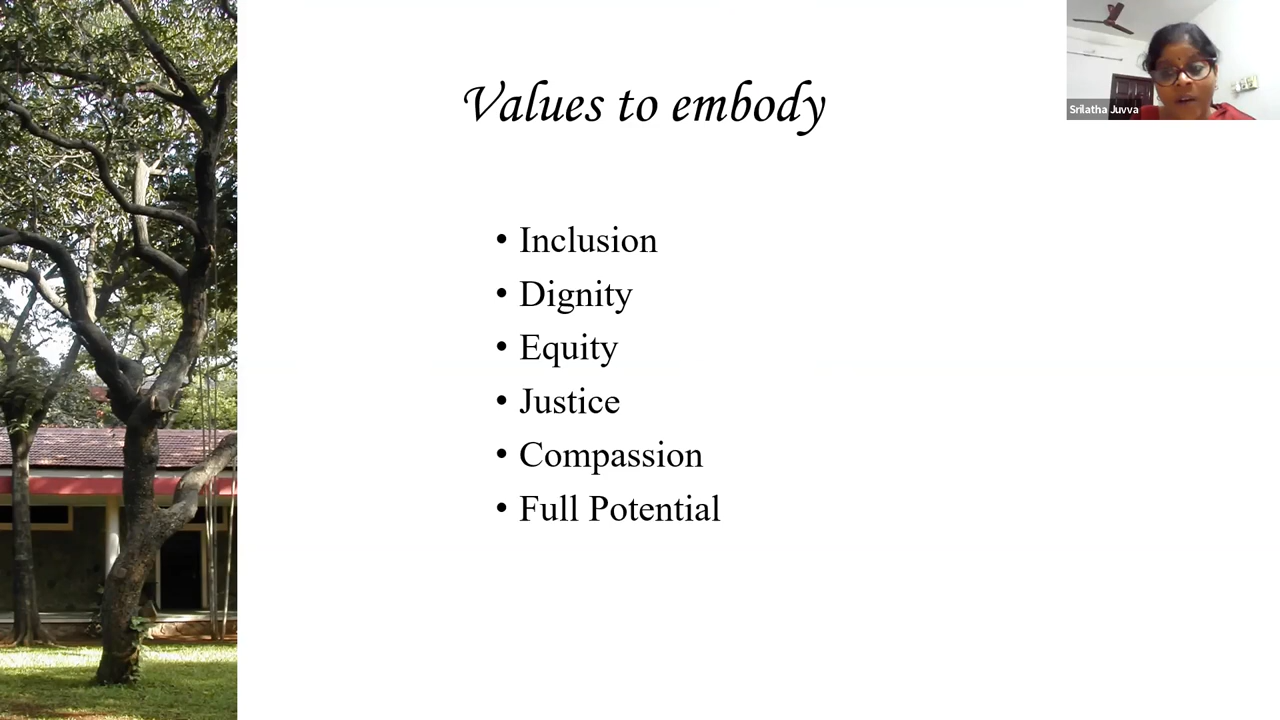 Values to embody
Srilatha Juvva
• Inclusion
• Dignity
• Equity
• Justice
• Compassion
• Full Potential